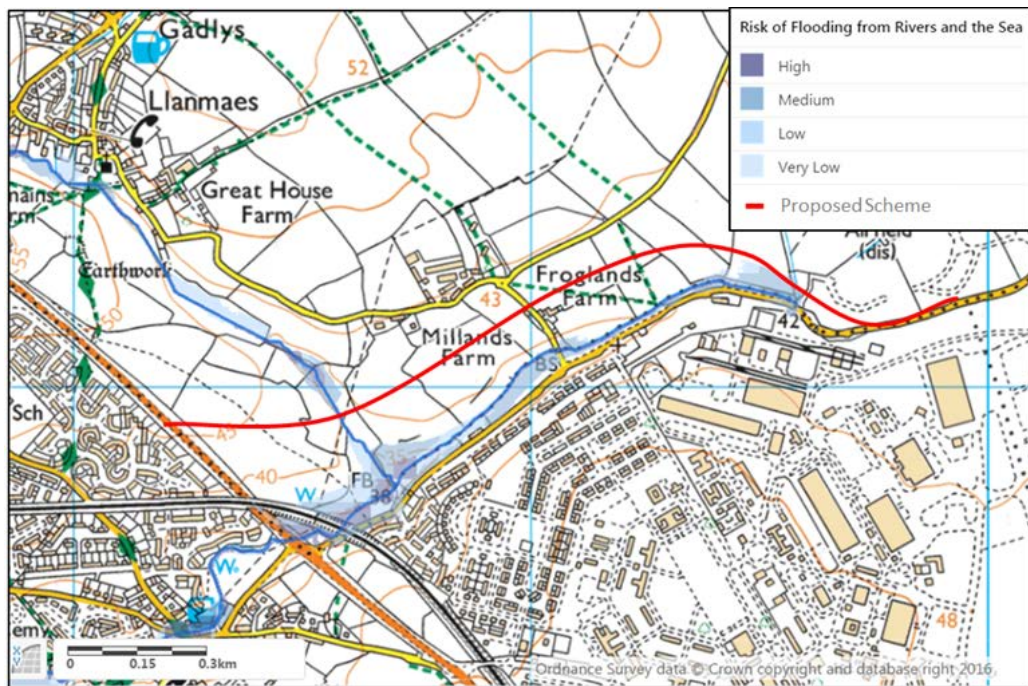 Risk of Flooding from Rivers and the Sea
High
Medium
Low
Very Low
Proposed Scheme
Gadlys
52
Llanmaes
Great House
Farm
Earthwork
55
50
Froglands
Farm
43
Airfield
(dis)
42
Millands
Farm
BS
Sch
45
40
35
FB
38
W
W
48
0
0.15
0.3km
Ordnance Survey data © Crown copyright and database right 2016